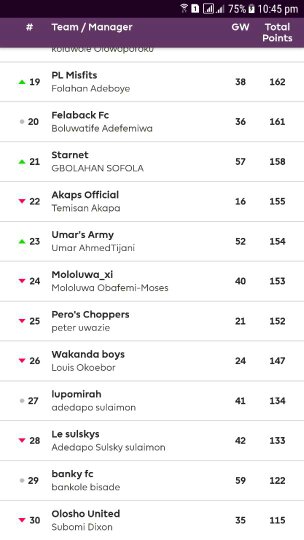 75% 10:45 pm
# Team / Manager GW Total Points
kolawole Olowoporoku
19 PL Misfits 38 162
Folahan Adeboye
20 Felaback Fc 36 161
Boluwatife Adefemiwa
21 Starnet 57 158
GBOLAHAN SOFOLA
22 Akaps Official 16 155
Temisan Akapa
23 Umar's Army 52 154
Umar AhmedTijani
24 Mololuwa_xi 40 153
Mololuwa Obafemi-Moses
25 Pero's Choppers 21 152
peter uwazie
26 Wakanda boys 24 147
Louis Okoebor
27 lupomirah 41 134
adedapo sulaimon
28 Le sulskys 42 133
Adedapo Sulsky sulaimon
29 banky fc 59 122
bankole bisade
30 Olosho United 35 115
Subomi Dixon